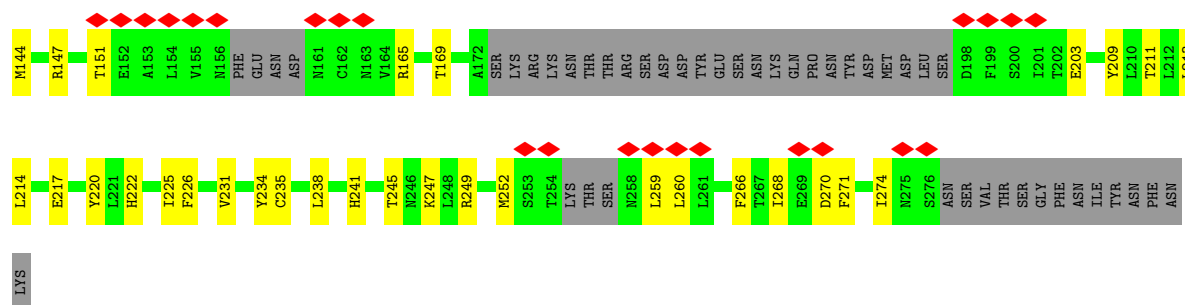 M144 R147 T151 E152 A153 L154 V155 N156 PHE GLU ASN ASP N161 C162 N163 V164 R165 T169 A172 SER LYS ARG LYS ASN THR THR ARG SER ASP ASP TYR GLU SER ASN LYS GLN PRO ASN TYR ASP MET ASP LEU SER D198 F199 S200 I201 T202 E203 Y209 L210 T211 L212
L214 E217 Y220 L221 H222 I225 F226 V231 Y234 C235 L238 H241 T245 N246 K247 L248 R249 M252 S253 T254 LYS THR SER N258 L259 L260 L261 F266 T267 I268 E269 D270 F271 I274 N275 S276 ASN SER VAL THR SER GLY PHE ASN ILE TYR ASN PHE ASN
LYS